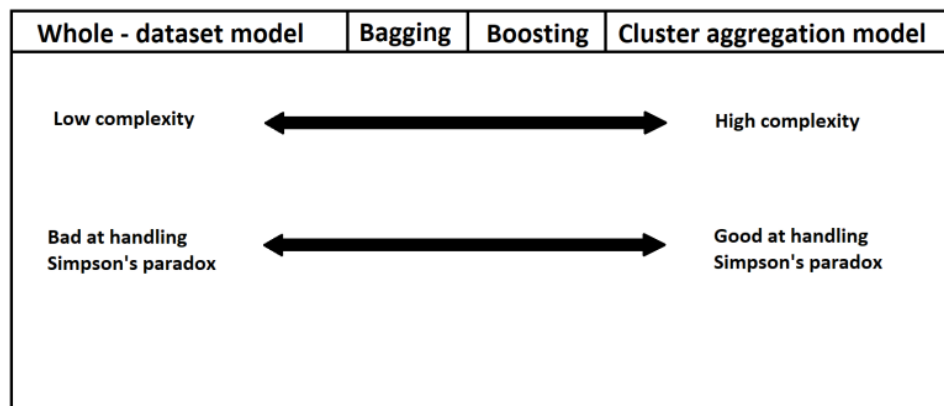 Whole - dataset model
Bagging
Boosting
Cluster aggregation model
Low complexity
High complexity
Bad at handling
Simpson's paradox
Good at handling
Simpson's paradox